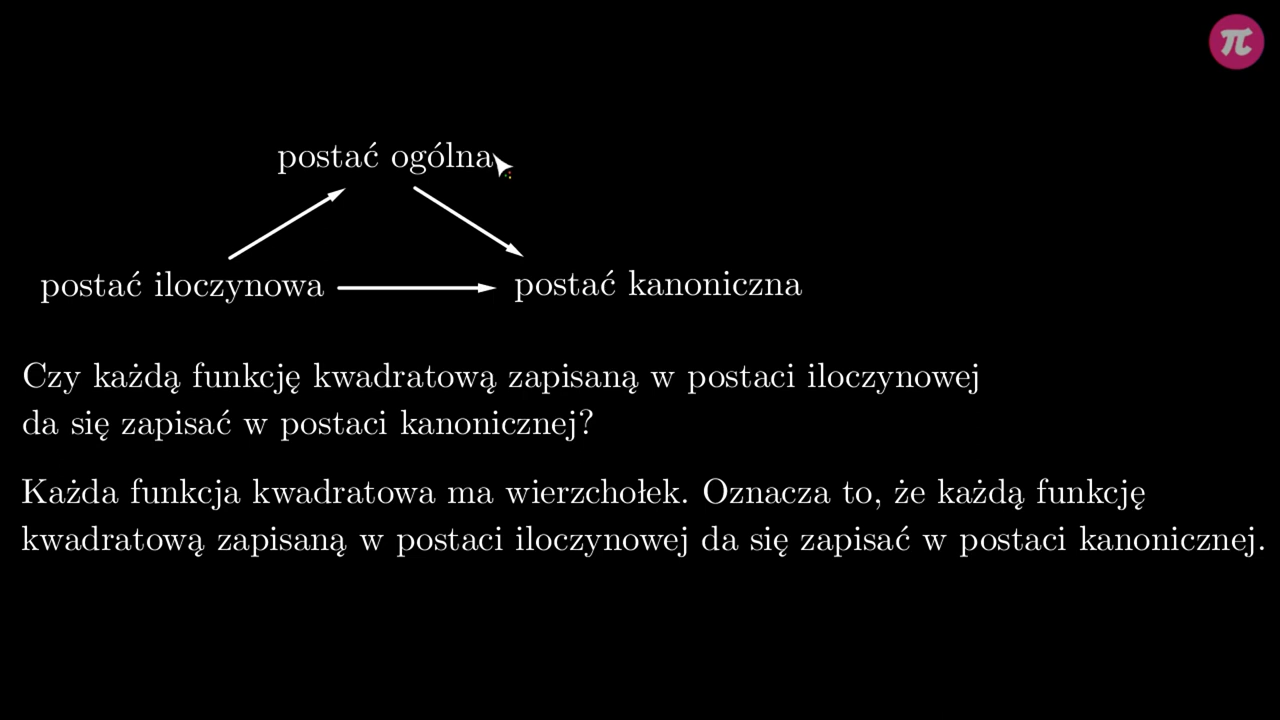 π
postać ogólna
postać iloczynowa
postać kanoniczna
Czy każdą funkcję kwadratową zapisaną w postaci iloczynowej
da się zapisać w postaci kanonicznej?
Każda funkcja kwadratowa ma wierzchołek. Oznacza to, że każdą funkcję
kwadratową zapisaną w postaci iloczynowej da się zapisać w postaci kanonicznej.